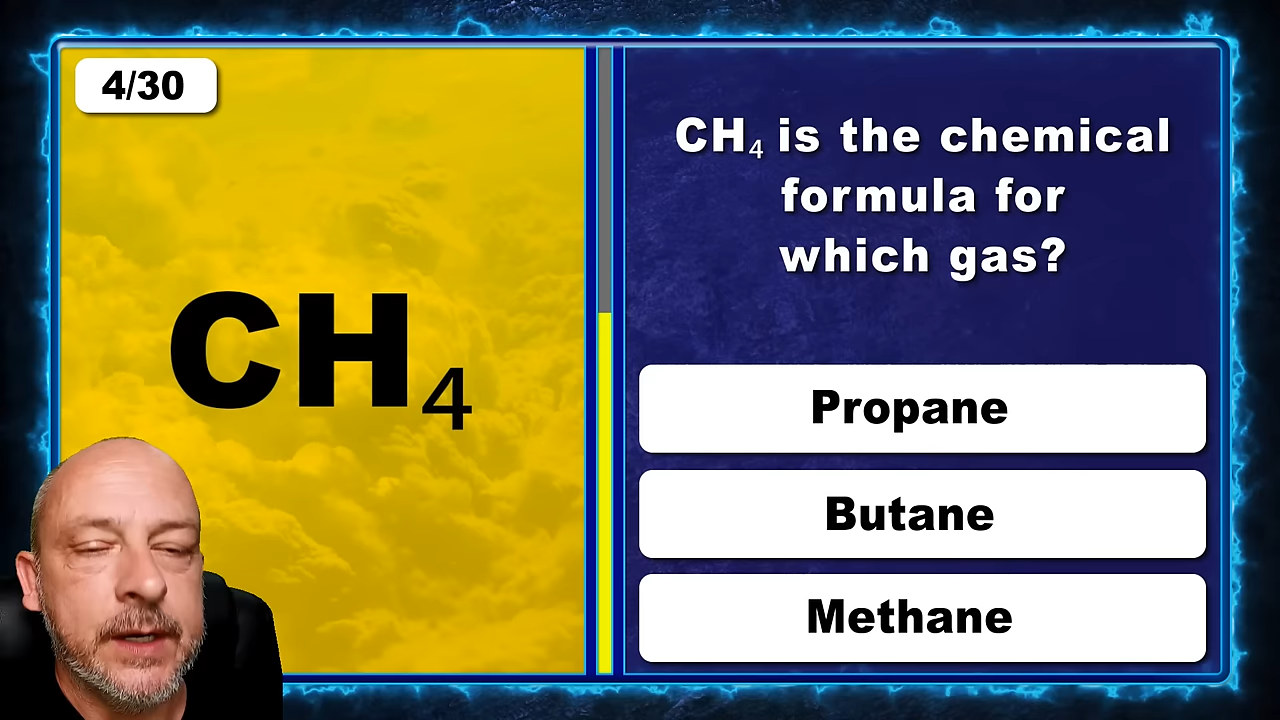 4/30
CH₄
CH₄ is the chemical
formula for
which gas?
Propane
Butane
Methane